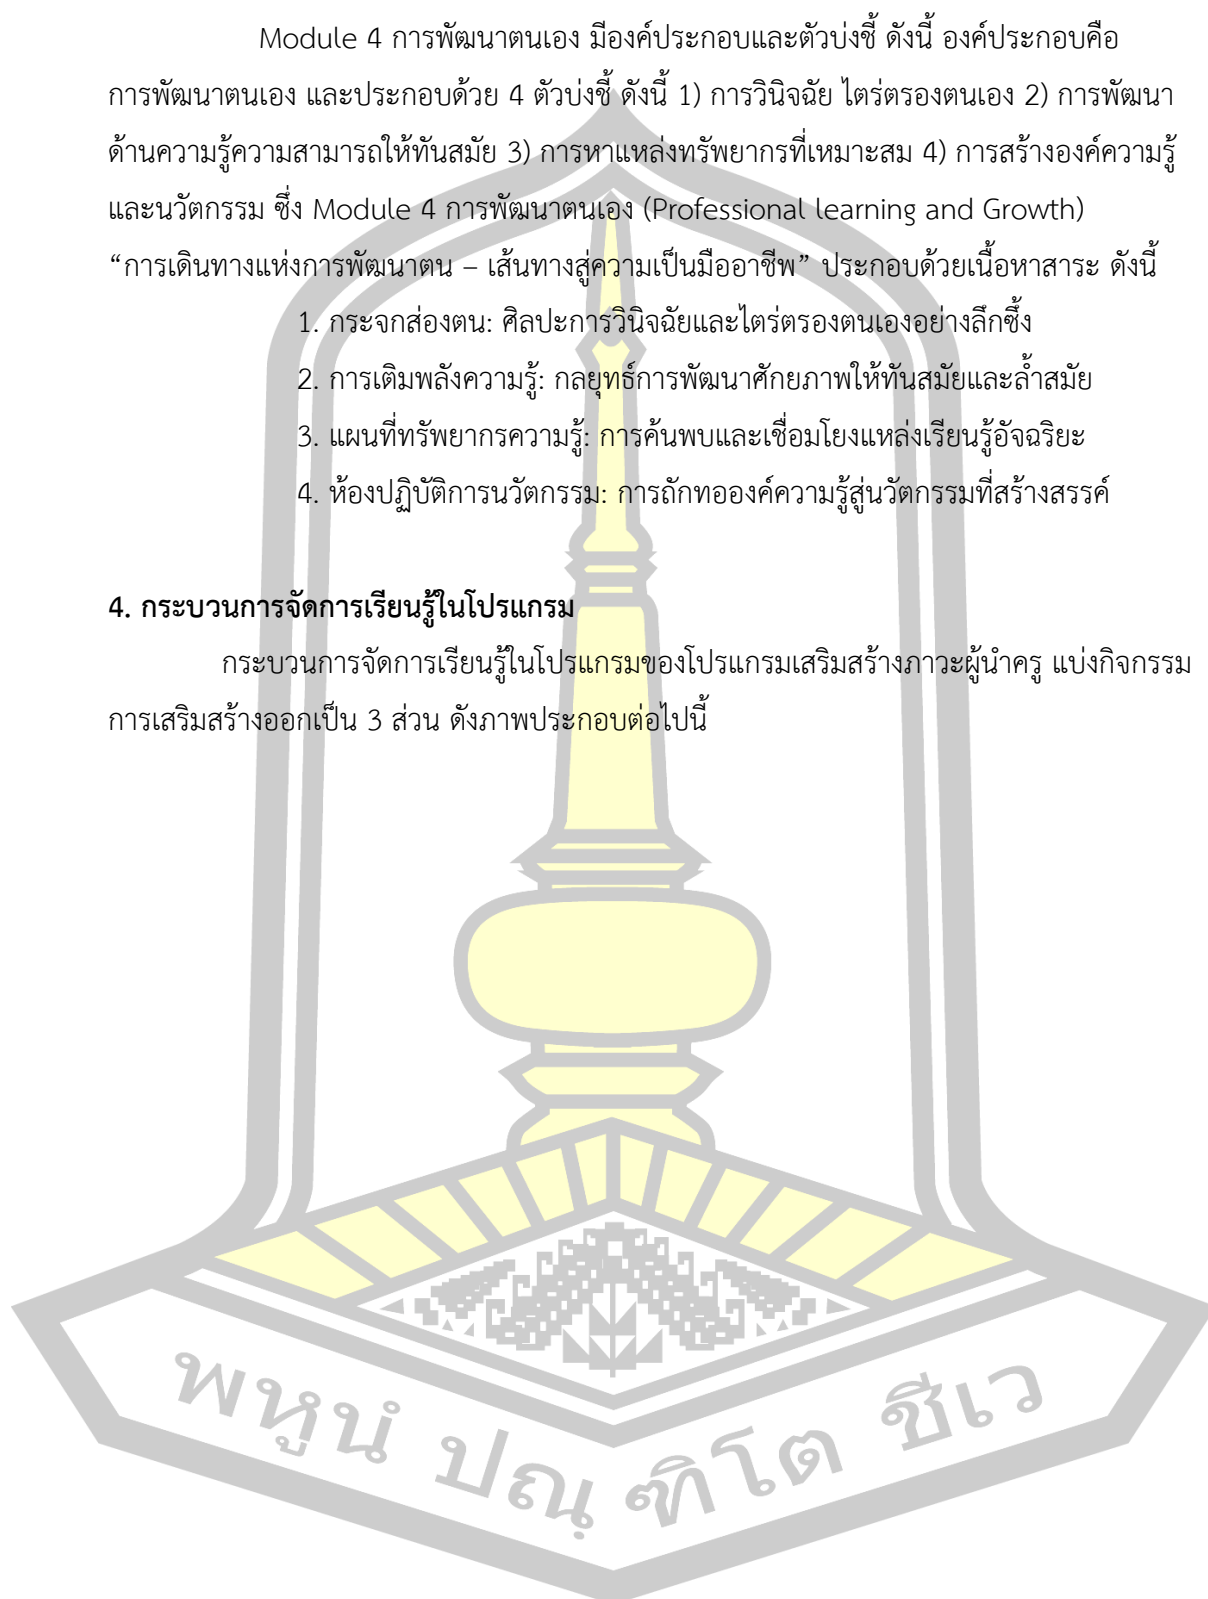 Module 4 การพัฒนาตนเอง มีองค์ประกอบและตัวบ่งชี้ ดังนี้ องค์ประกอบคือ
การพัฒนาตนเอง และประกอบด้วย 4 ตัวบ่งชี้ ดังนี้ 1) การวินิจฉัย ไตร่ตรองตนเอง 2) การพัฒนา
ด้านความรู้ความสามารถให้ทันสมัย 3) การหาแหล่งทรัพยากรที่เหมาะสม 4) การสร้างองค์ความรู้
และนวัตกรรม ซึ่ง Module 4 การพัฒนาตนเอง (Professional learning and Growth)
“การเดินทางแห่งการพัฒนาตน – เส้นทางสู่ความเป็นมืออาชีพ” ประกอบด้วยเนื้อหาสาระ ดังนี้
1. กระจกส่องตน: ศิลปะการวินิจฉัยและไตร่ตรองตนเองอย่างลึกซึ้ง
2. การเติมพลังความรู้: กลยุทธ์การพัฒนาศักยภาพให้ทันสมัยและล้ำสมัย
3. แผนที่ทรัพยากรความรู้: การค้นพบและเชื่อมโยงแหล่งเรียนรู้อัจฉริยะ
4. ห้องปฏิบัติการนวัตกรรม: การถักทอองค์ความรู้สู่นวัตกรรมที่สร้างสรรค์
4. กระบวนการจัดการเรียนรู้ในโปรแกรม
กระบวนการจัดการเรียนรู้ในโปรแกรมของโปรแกรมเสริมสร้างภาวะผู้นำครู แบ่งกิจกรรม
การเสริมสร้างออกเป็น 3 ส่วน ดังภาพประกอบต่อไปนี้
พหูนํ ปณฺ ฑิโต ชีเว